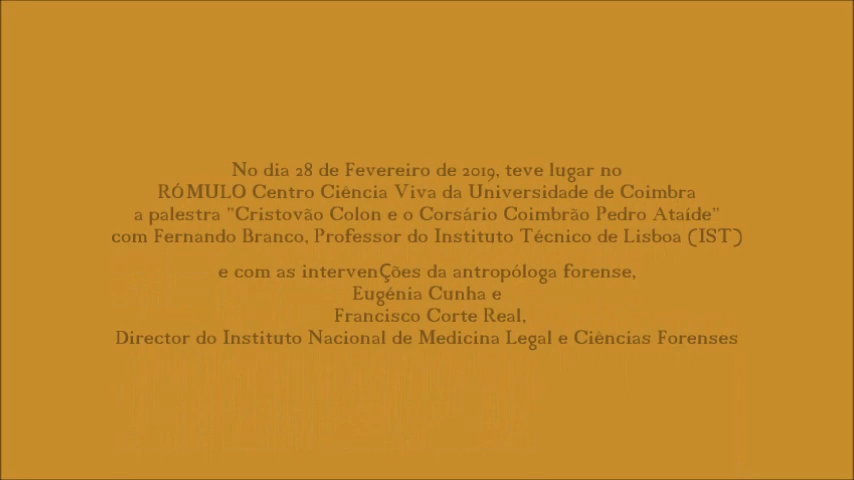 No dia 28 de Fevereiro de 2019, teve lugar no
RÓMULO Centro Ciência Viva da Universidade de Coimbra
a palestra "Cristovão Colon e o Corsário Coimbrão Pedro Ataíde"
com Fernando Branco, Professor do Instituto Técnico de Lisboa (IST)
e com as intervenÇões da antropóloga forense,
Eugénia Cunha e
Francisco Corte Real,
Director do Instituto Nacional de Medicina Legal e Ciências Forenses